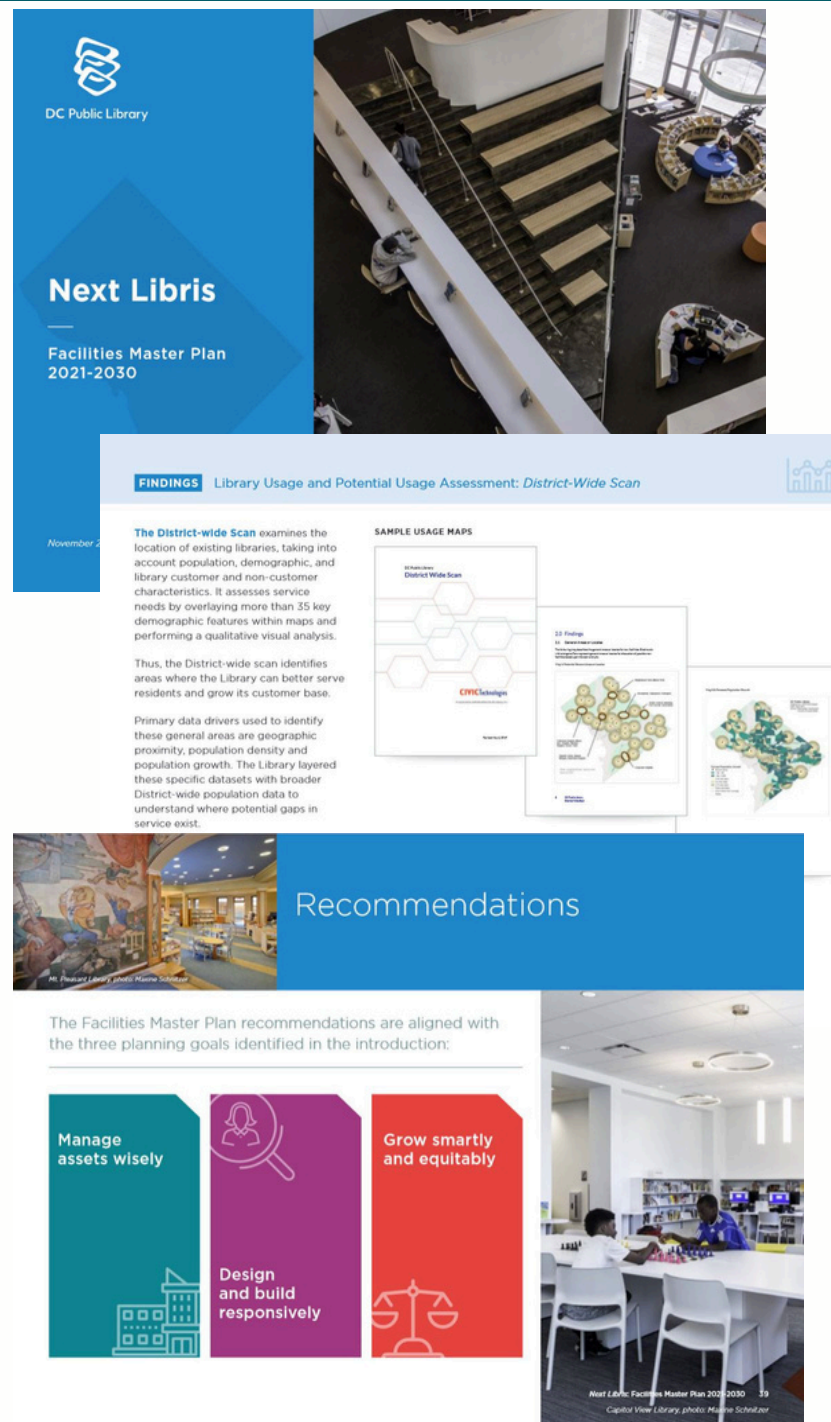 DC Public Library
Next Libris
Facilities Master Plan
2021-2030
November 2
FINDINGS Library Usage and Potential Usage Assessment: District-Wide Scan
The District-wide Scan examines the
location of existing libraries, taking into
account population, demographic, and
library customer and non-customer
characteristics. It assesses service
needs by overlaying more than 35 key
demographic features within maps and
performing a qualitative visual analysis.
Thus, the District-wide scan identifies
areas where the Library can better serve
residents and grow its customer base.
Primary data drivers used to identify
these general areas are geographic
proximity, population density and
population growth. The Library layered
these specific datasets with broader
District-wide population data to
understand where potential gaps in
service exist.
SAMPLE USAGE MAPS
DC Public Library
District Wide Scan
CIVICTechnologies
2.0 Findings
Recommendations
Mt. Pleasant Library, photo: Maxine Schnitzer
The Facilities Master Plan recommendations are aligned with
the three planning goals identified in the introduction:
Manage
assets wisely
Design
and build
responsively
Grow smartly
and equitably
Next Libris: Facilities Master Plan 2021-2030 39
Capitol View Library, photo: Maxine Schnitzer